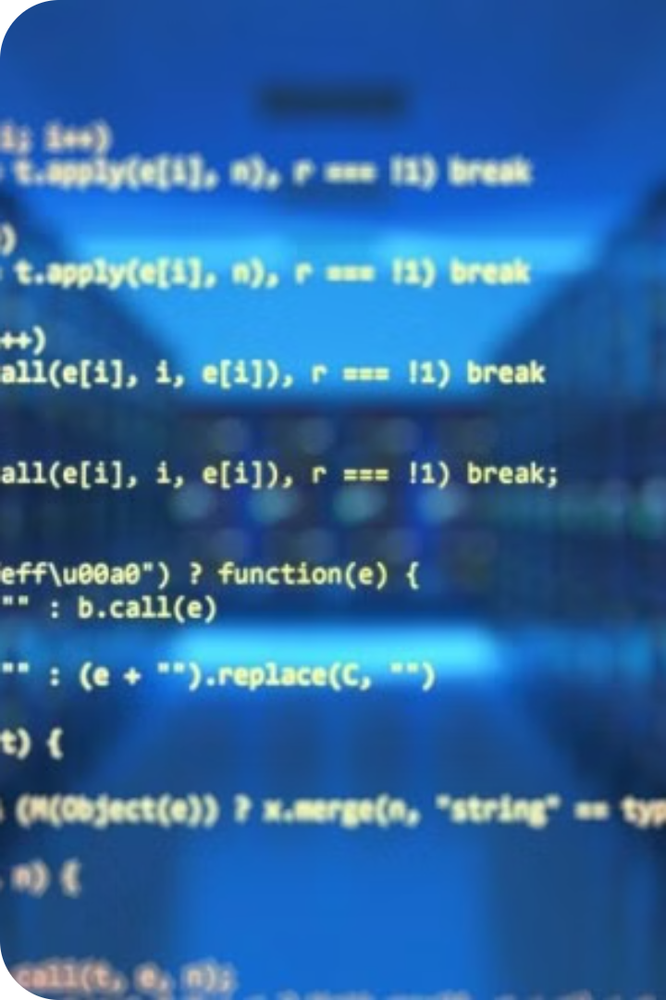 i; i++)
t.apply(e[i], n), r === !1) break
)
t.apply(e[i], n), r === !1) break
++)
all(e[i], i, e[i]), r === !1) break
all(e[i], i, e[i]), r === !1) break;
eff\u00a0") ? function(e) {
"" : b.call(e)
"" : (e + "").replace(C, "")
t) {
(M(Object(e)) ? x.merge(n, "string" == typ
n) {
call(t, e, n);